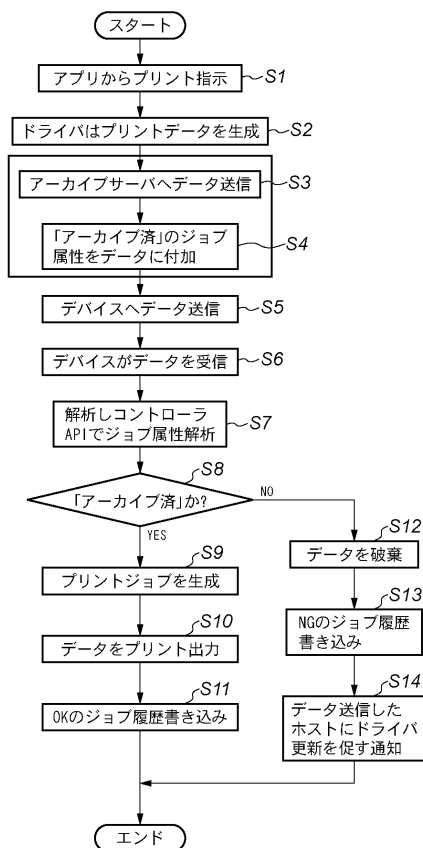 スタート
アプリからプリント指示
S1
ドライバはプリントデータを生成
S2
アーカイブサーバへデータ送信
S3
「アーカイブ済」のジョブ
属性をデータに付加
S4
デバイスへデータ送信
S5
デバイスがデータを受信
S6
解析しコントローラ
APIでジョブ属性解析
S7
S8
「アーカイブ済」か?
NO
YES
S9
プリントジョブを生成
S10
データをプリント出力
S11
OKのジョブ履歴書き込み
S12
データを破棄
S13
NGのジョブ履歴
書き込み
S14
データ送信した
ホストにドライバ
更新を促す通知
エンド